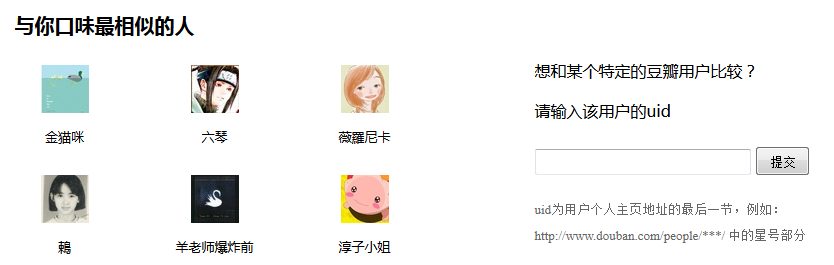 与你口味最相似的人
金猫咪
六琴
薇羅尼卡
鶇
羊老师爆炸前
淳子小姐
想和某个特定的豆瓣用户比较？
请输入该用户的uid
提交
uid为用户个人主页地址的最后一节，例如：
http://www.douban.com/people/***/ 中的星号部分